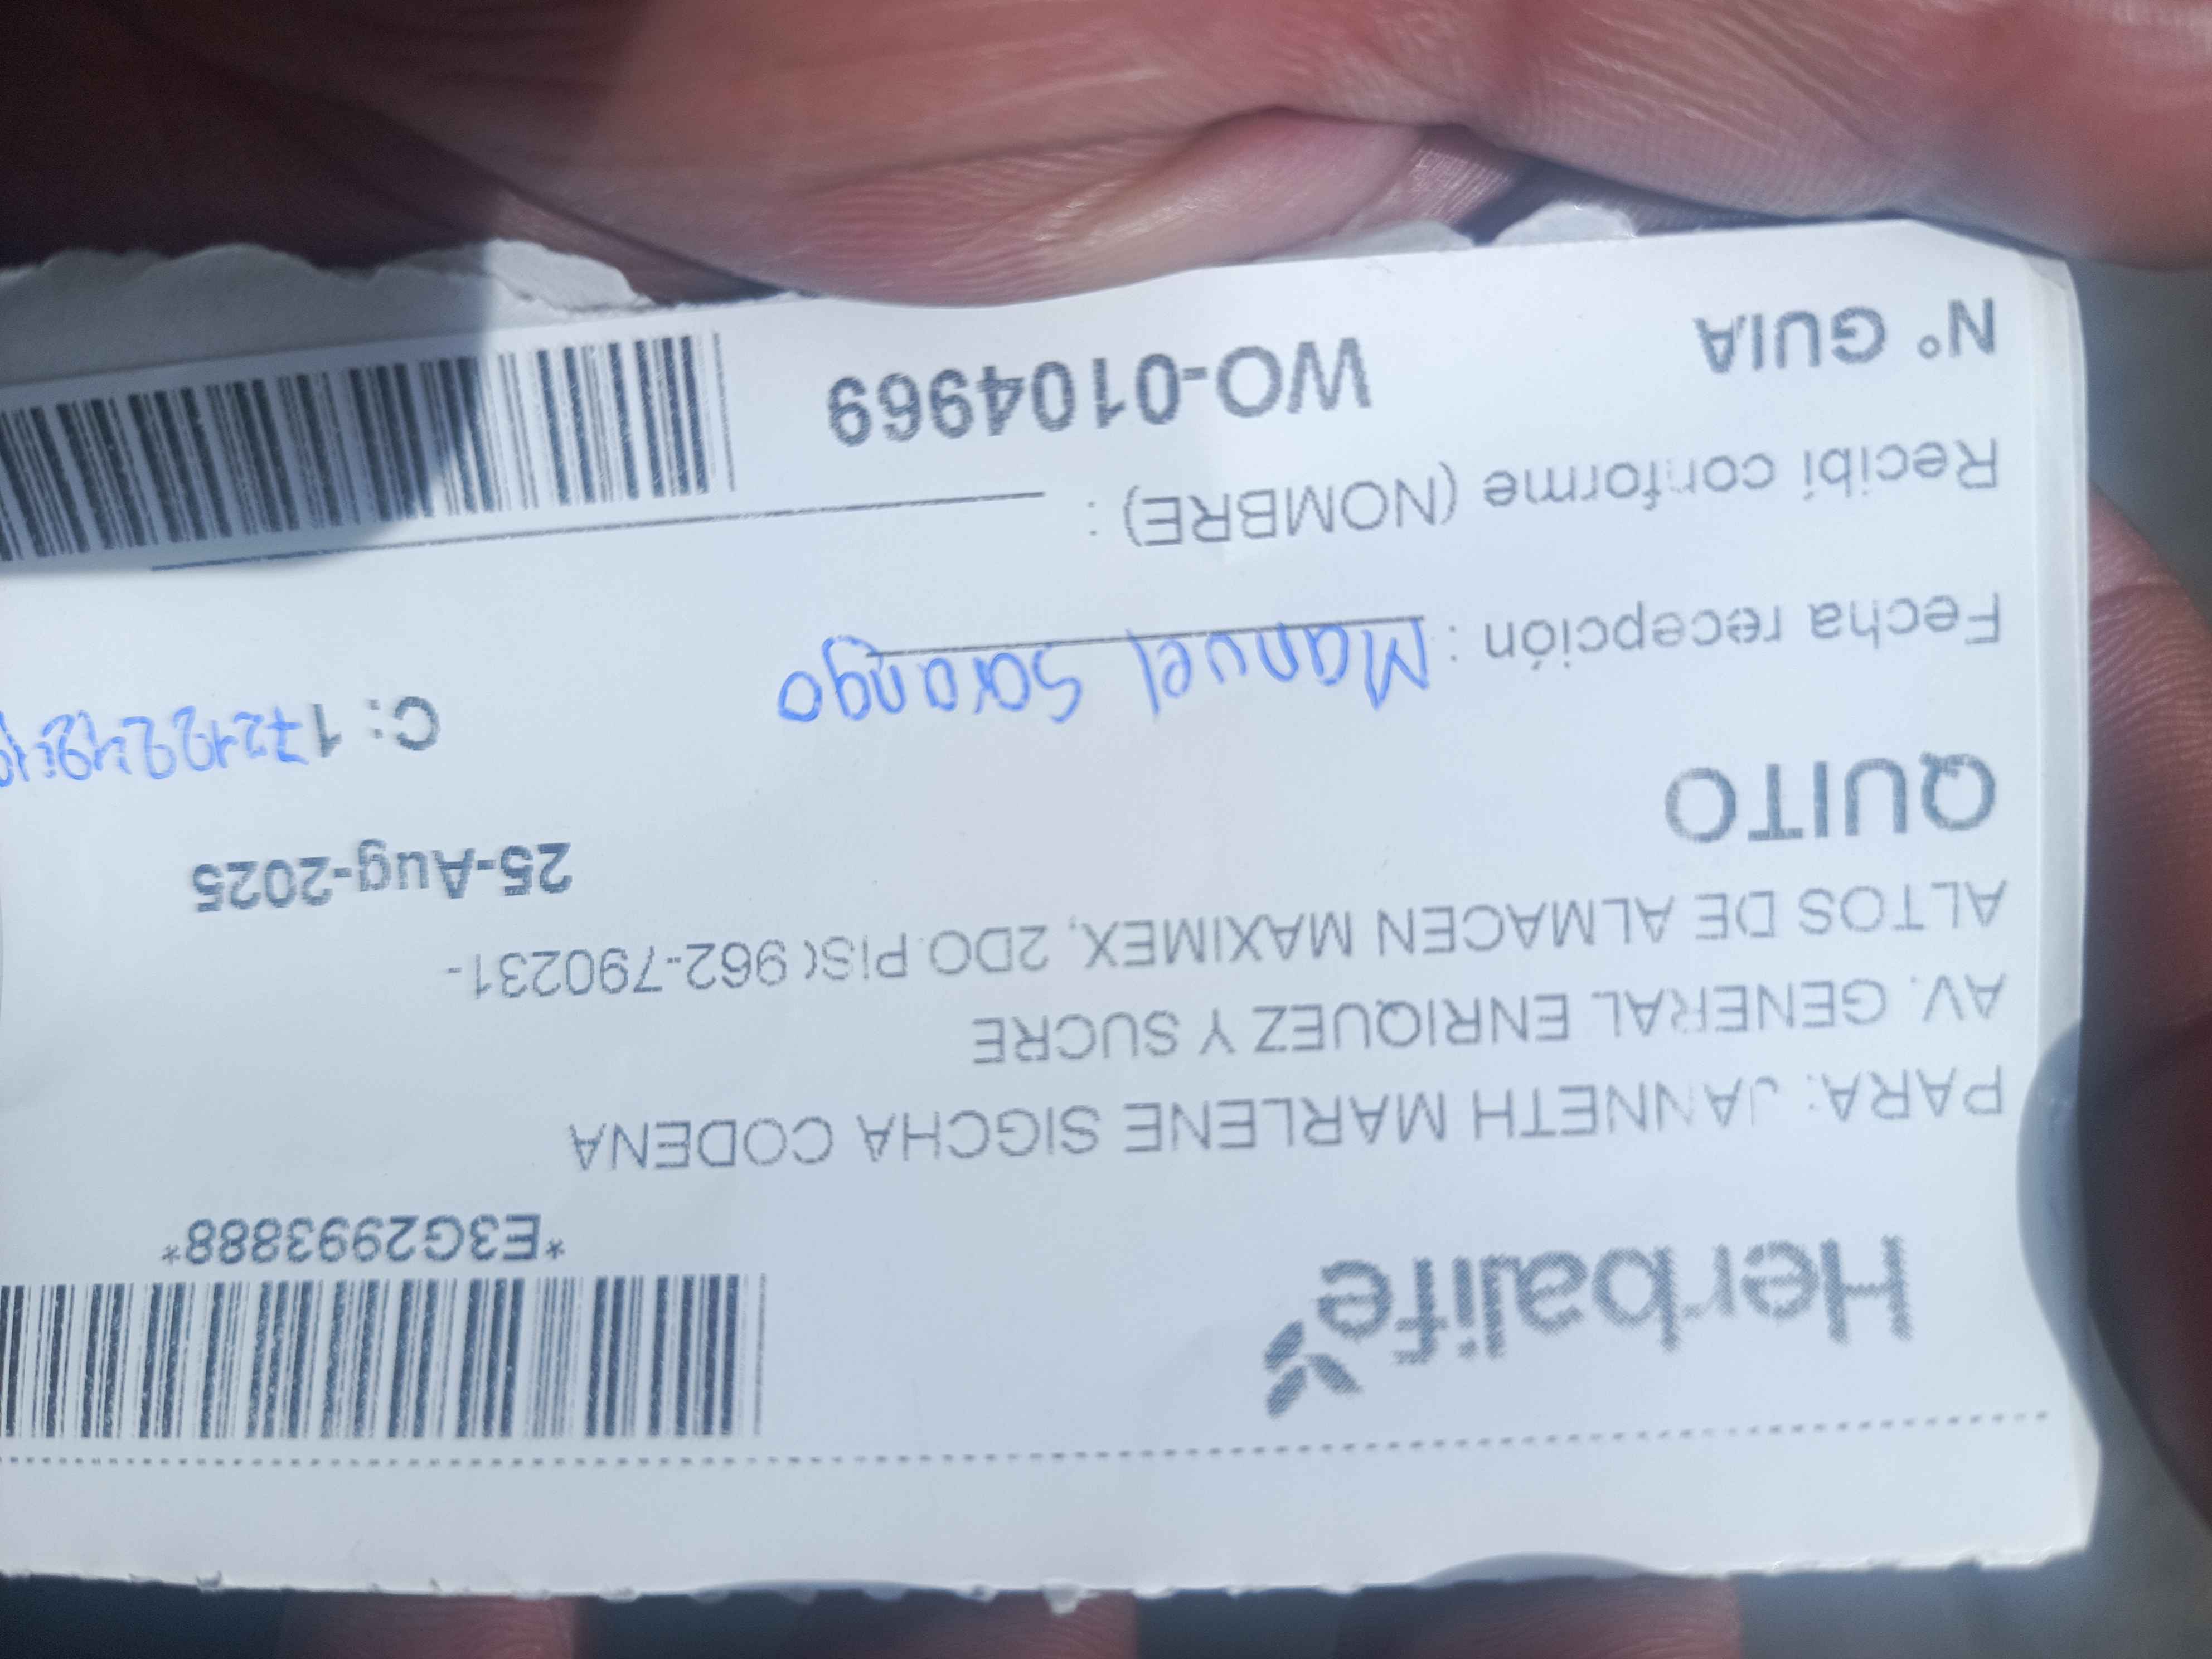 Herbalife
*E3G2993888*
PARA: JANNETH MARLENE SIGCHA CODENA
AV. GENERAL ENRIQUEZ Y SUCRE
ALTOS DE ALMACEN MAXIMEX, 2DO PIS( 962-790231-
QUITO 25-Aug-2025
C: 1
Fecha recepción : Manuel Sarango
Recibí conforme (NOMBRE) :
N° GUIA WO-0104969